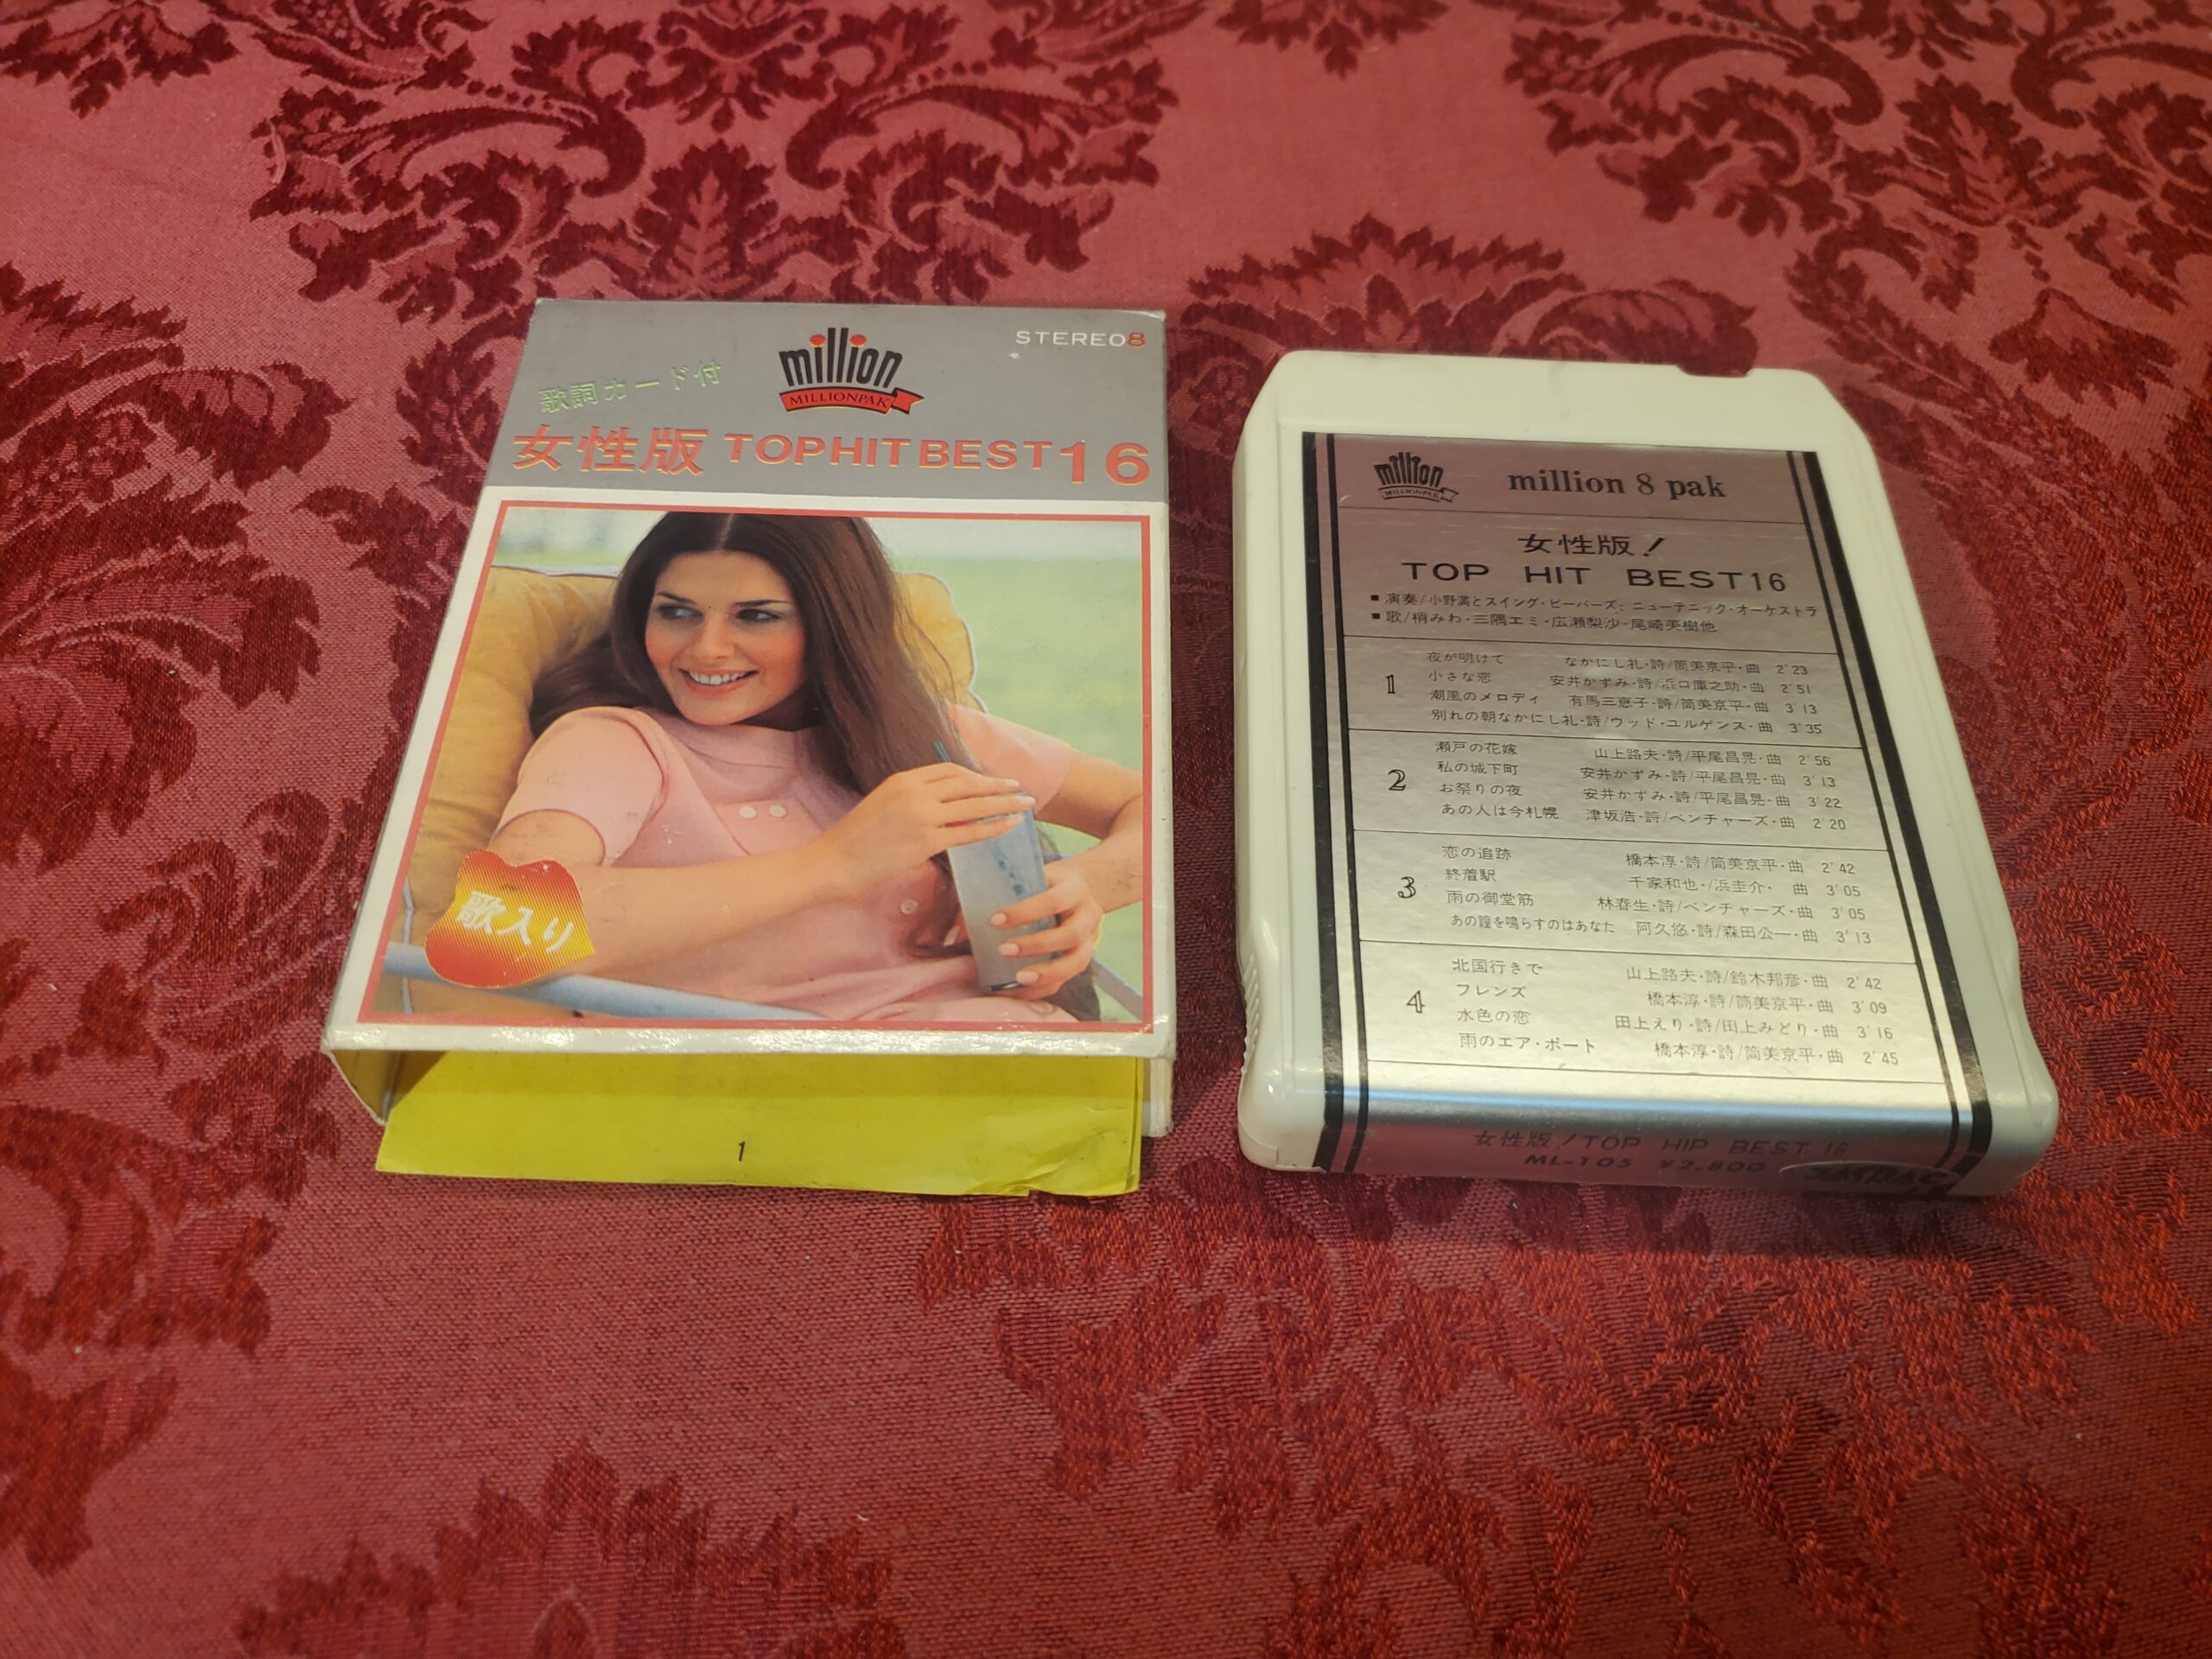 STEREO8
million
MILLIONPAK
歌詞カード付
女性版 TOP HIT BEST 16
歌入り
1
million
MILLIONPAK
million 8 pak
女性版!
TOP HIT BEST16
■ 演奏/小野満とスイング・ビーバーズ; ニューテニック・オーケストラ
■ 歌/梢みわ・三隅エミ・広瀬梨沙・尾崎美樹他
1
夜が明けて なかにし礼・詩/筒美京平・曲 2'23
小さな恋 安井かずみ・詩/浜口庫之助・曲 2'51
潮風のメロディ 有馬三恵子・詩/筒美京平・曲 3'13
別れの朝 なかにし礼・詩/ウッド・ユルゲンス・曲 3'35
2
瀬戸の花嫁 山上路夫・詩/平尾昌晃・曲 2'56
私の城下町 安井かずみ・詩/平尾昌晃・曲 3'13
お祭りの夜 安井かずみ・詩/平尾昌晃・曲 3'22
あの人は今札幌 津坂浩・詩/ベンチャーズ・曲 2'20
3
恋の追跡 橋本淳・詩/筒美京平・曲 2'42
終着駅 千家和也・/浜圭介・ 曲 3'05
雨の御堂筋 林春生・詩/ベンチャーズ・曲 3'05
あの鐘を鳴らすのはあなた 阿久悠・詩/森田公一・曲 3'13
4
北国行きで 山上路夫・詩/鈴木邦彦・曲 2'42
フレンズ 橋本淳・詩/筒美京平・曲 3'09
水色の恋 田上えり・詩/田上みどり・曲 3'16
雨のエア・ポート 橋本淳・詩/筒美京平・曲 2'45
女性版!TOP HIP BEST 16
ML-105 ¥2,800